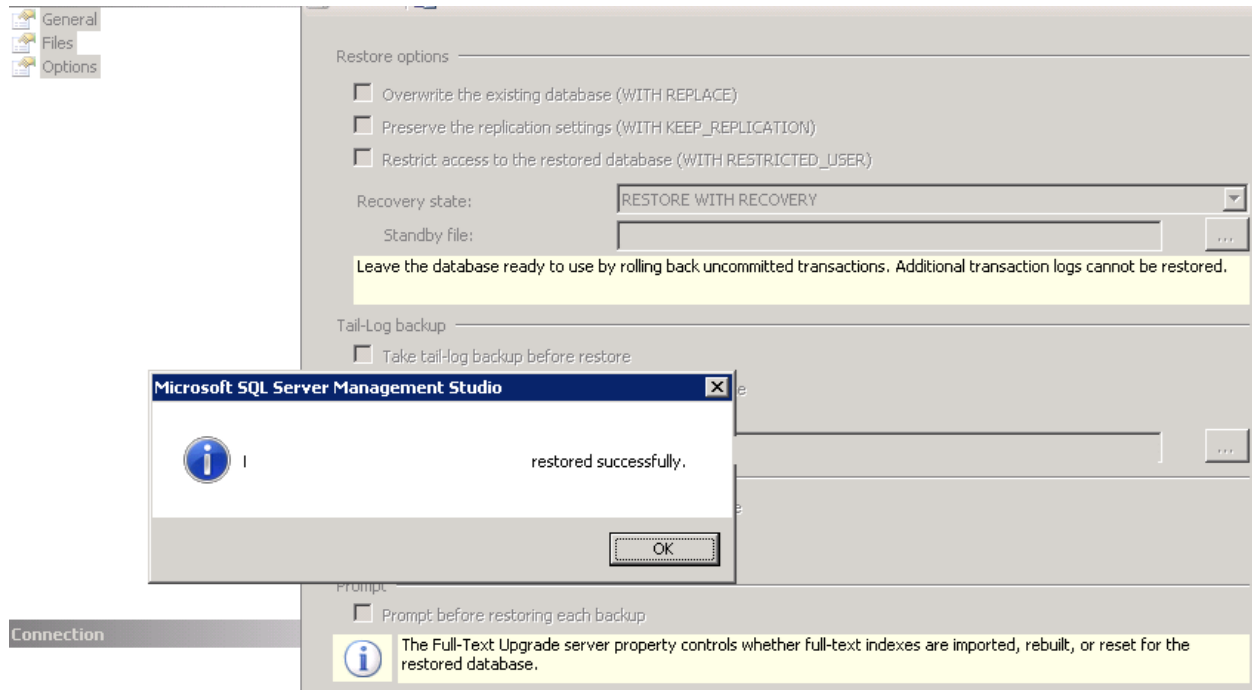 General
Files
Options
Restore options
Overwrite the existing database (WITH REPLACE)
Preserve the replication settings (WITH KEEP_REPLICATION)
Restrict access to the restored database (WITH RESTRICTED_USER)
Recovery state:
RESTORE WITH RECOVERY
Standby file:
...
Leave the database ready to use by rolling back uncommitted transactions. Additional transaction logs cannot be restored.
Tail-Log backup
Take tail-log backup before restore
Microsoft SQL Server Management Studio
restored successfully.
...
OK
Prompt
Prompt before restoring each backup
Connection
The Full-Text Upgrade server property controls whether full-text indexes are imported, rebuilt, or reset for the
restored database.